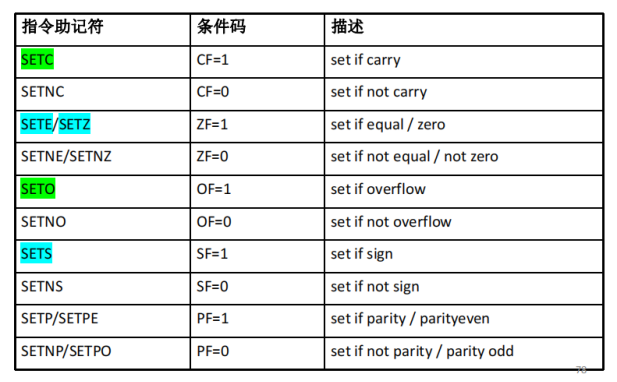 指令助记符 条件码 描述
SETC CF=1 set if carry
SETNC CF=0 set if not carry
SETE/SETZ ZF=1 set if equal / zero
SETNE/SETNZ ZF=0 set if not equal / not zero
SETO OF=1 set if overflow
SETNO OF=0 set if not overflow
SETS SF=1 set if sign
SETNS SF=0 set if not sign
SETP/SETPE PF=1 set if parity / parityeven
SETNP/SETPO PF=0 set if not parity / parity odd